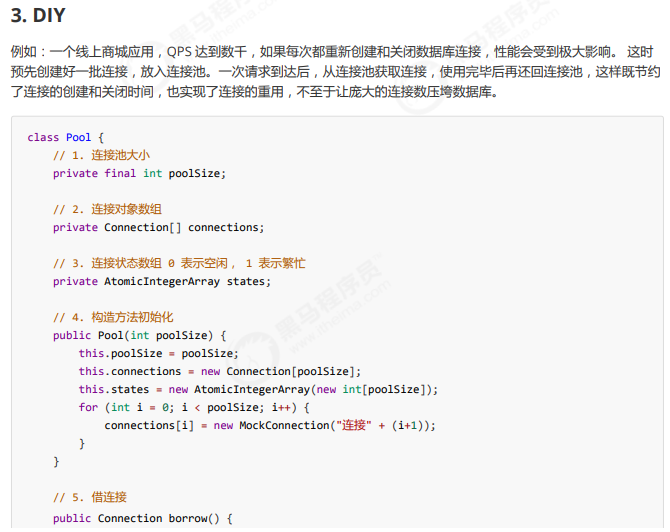 3. DIY
例如：一个线上商城应用，QPS 达到数千，如果每次都重新创建和关闭数据库连接，性能会受到极大影响。 这时
预先创建好一批连接，放入连接池。一次请求到达后，从连接池获取连接，使用完毕后再还回连接池，这样既节约
了连接的创建和关闭时间，也实现了连接的重用，不至于让庞大的连接数压垮数据库。
class Pool {
// 1. 连接池大小
private final int poolSize;
// 2. 连接对象数组
private Connection[] connections;
// 3. 连接状态数组 0 表示空闲， 1 表示繁忙
private AtomicIntegerArray states;
// 4. 构造方法初始化
public Pool(int poolSize) {
this.poolSize = poolSize;
this.connections = new Connection[poolSize];
this.states = new AtomicIntegerArray(new int[poolSize]);
for (int i = 0; i < poolSize; i++) {
connections[i] = new MockConnection("连接" + (i+1));
}
}
// 5. 借连接
public Connection borrow() {
黑马程序员
www.itheima.com